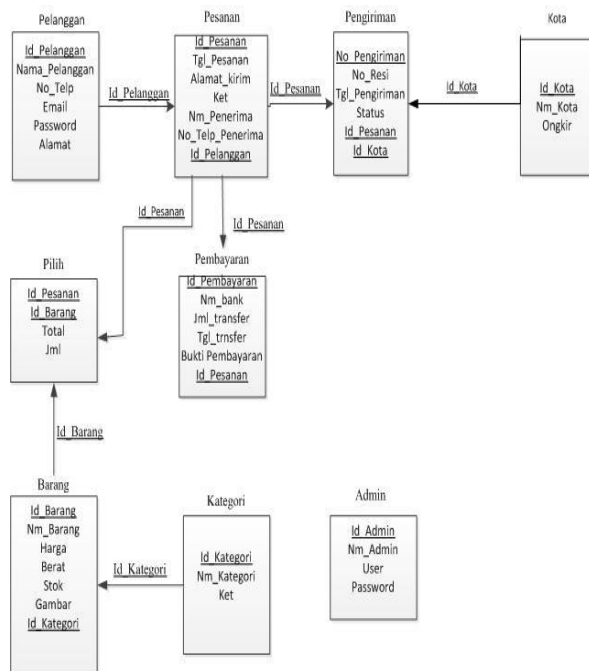 Pelanggan
Id_Pelanggan
Nama_Pelanggan
No_Telp
Email
Password
Alamat
Id_Pelanggan
Pesanan
Id_Pesanan
Tgl_Pesanan
Alamat_kirim
Ket
Nm_Penerima
No_Telp_Penerima
Id_Pelanggan
Id_Pesanan
Pengiriman
No_Pengiriman
No_Resi
Tgl_Pengiriman
Status
Id_Pesanan
Id_Kota
Id_Kota
Kota
Id_Kota
Nm_Kota
Ongkir
Id_Pesanan
Id_Pesanan
Pilih
Id_Pesanan
Id_Barang
Total
Jml
Pembayaran
Id_Pembayaran
Nm_bank
Jml_transfer
Tgl_trnsfer
Bukti Pembayaran
Id_Pesanan
Id_Barang
Barang
Id_Barang
Nm_Barang
Harga
Berat
Stok
Gambar
Id_Kategori
Id_Kategori
Kategori
Id_Kategori
Nm_Kategori
Ket
Admin
Id_Admin
Nm_Admin
User
Password